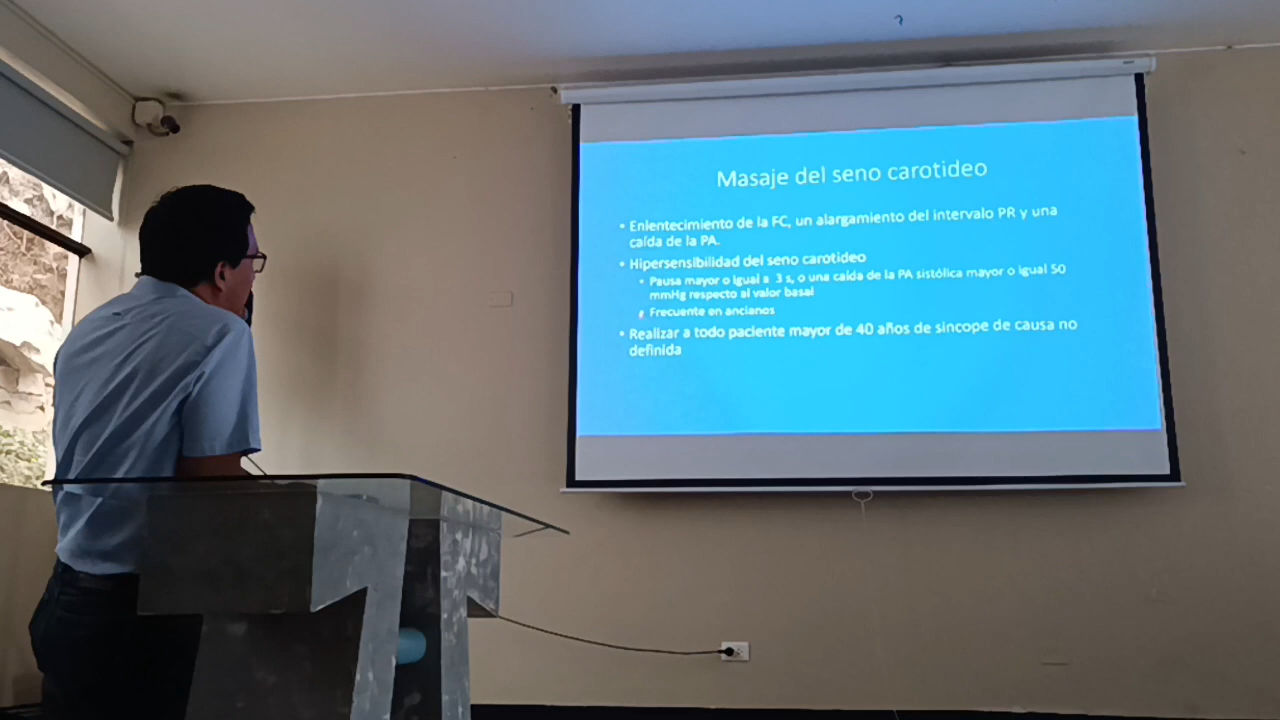 Masaje del seno carotideo
• Enlentecimiento de la FC, un alargamiento del intervalo PR y una
caída de la PA.
• Hipersensibilidad del seno carotideo
• Pausa mayor o igual a 3 s, o una caida de la PA sistólica mayor o igual 50
mmHg respecto al valor basal
• Frecuente en ancianos
• Realizar a todo paciente mayor de 40 años de sincope de causa no
definida